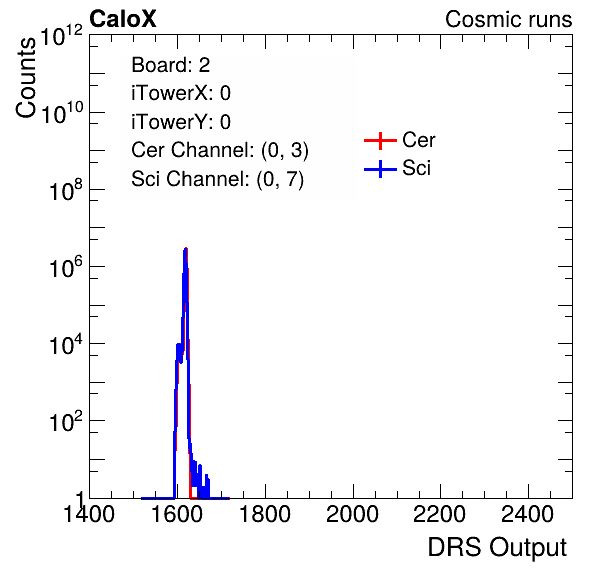 CaloX
Cosmic runs
Counts
10^12
10^10
10^8
10^6
10^4
10^2
1
Board: 2
iTowerX: 0
iTowerY: 0
Cer Channel: (0, 3)
Sci Channel: (0, 7)
Cer
Sci
1400 1600 1800 2000 2200 2400
DRS Output